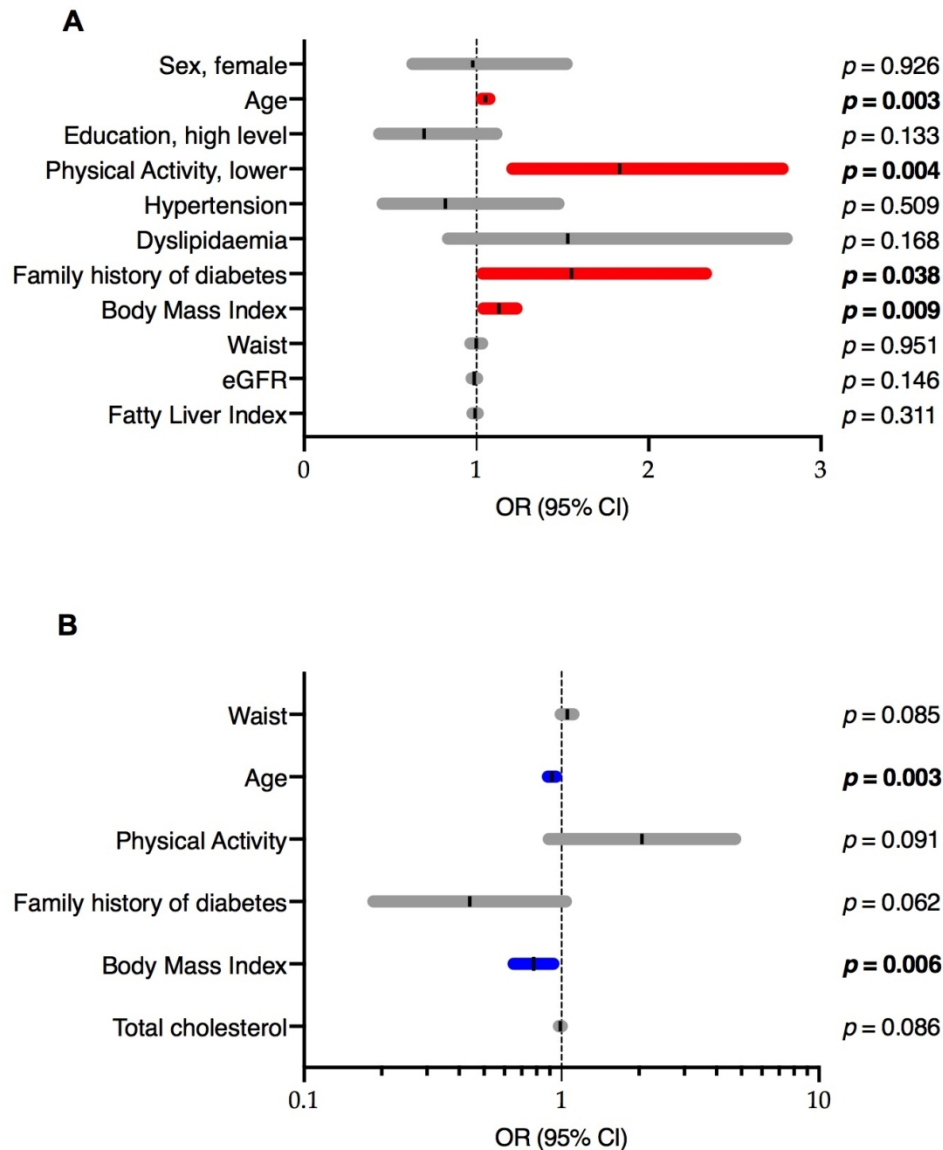 A
Sex, female p = 0.926
Age p = 0.003
Education, high level p = 0.133
Physical Activity, lower p = 0.004
Hypertension p = 0.509
Dyslipidaemia p = 0.168
Family history of diabetes p = 0.038
Body Mass Index p = 0.009
Waist p = 0.951
eGFR p = 0.146
Fatty Liver Index p = 0.311
0 1 2 3
OR (95% CI)
B
Waist p = 0.085
Age p = 0.003
Physical Activity p = 0.091
Family history of diabetes p = 0.062
Body Mass Index p = 0.006
Total cholesterol p = 0.086
0.1 1 10
OR (95% CI)